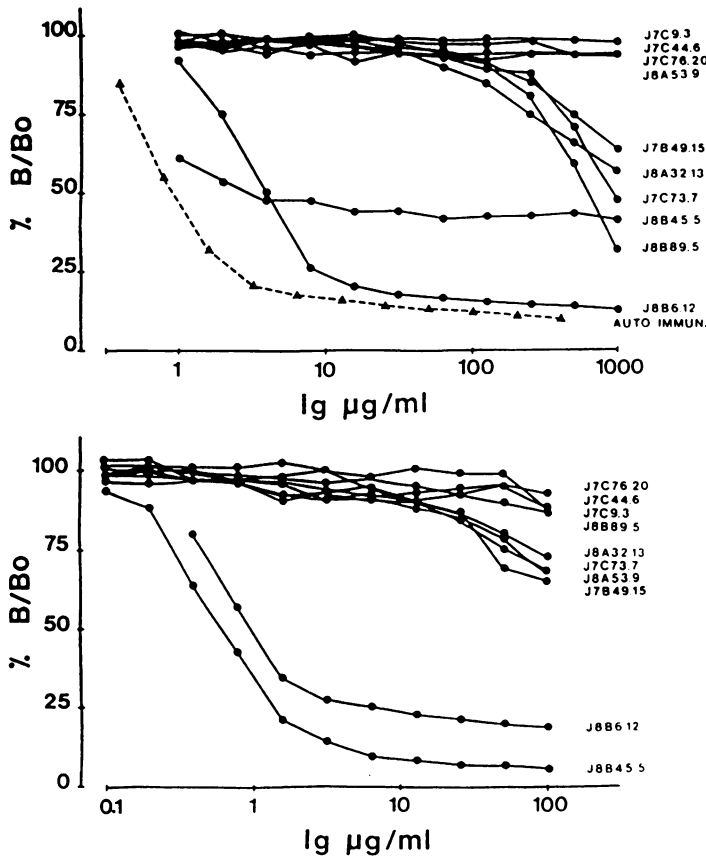 100
75
50
25
0
% B/Bo
J7C9.3
J7C44.6
J7C76.20
J8A53.9
J7B49.15
J8A32.13
J7C73.7
J8B45.5
J8B89.5
J8B6.12
AUTO IMMUN.
1 10 100 1000
Ig µg/ml
100
75
50
25
0
% B/Bo
J7C76.20
J7C44.6
J7C9.3
J8B89.5
J8A32.13
J7C73.7
J8A53.9
J7B49.15
J8B6.12
J8B45.5
0.1 1 10 100
Ig µg/ml